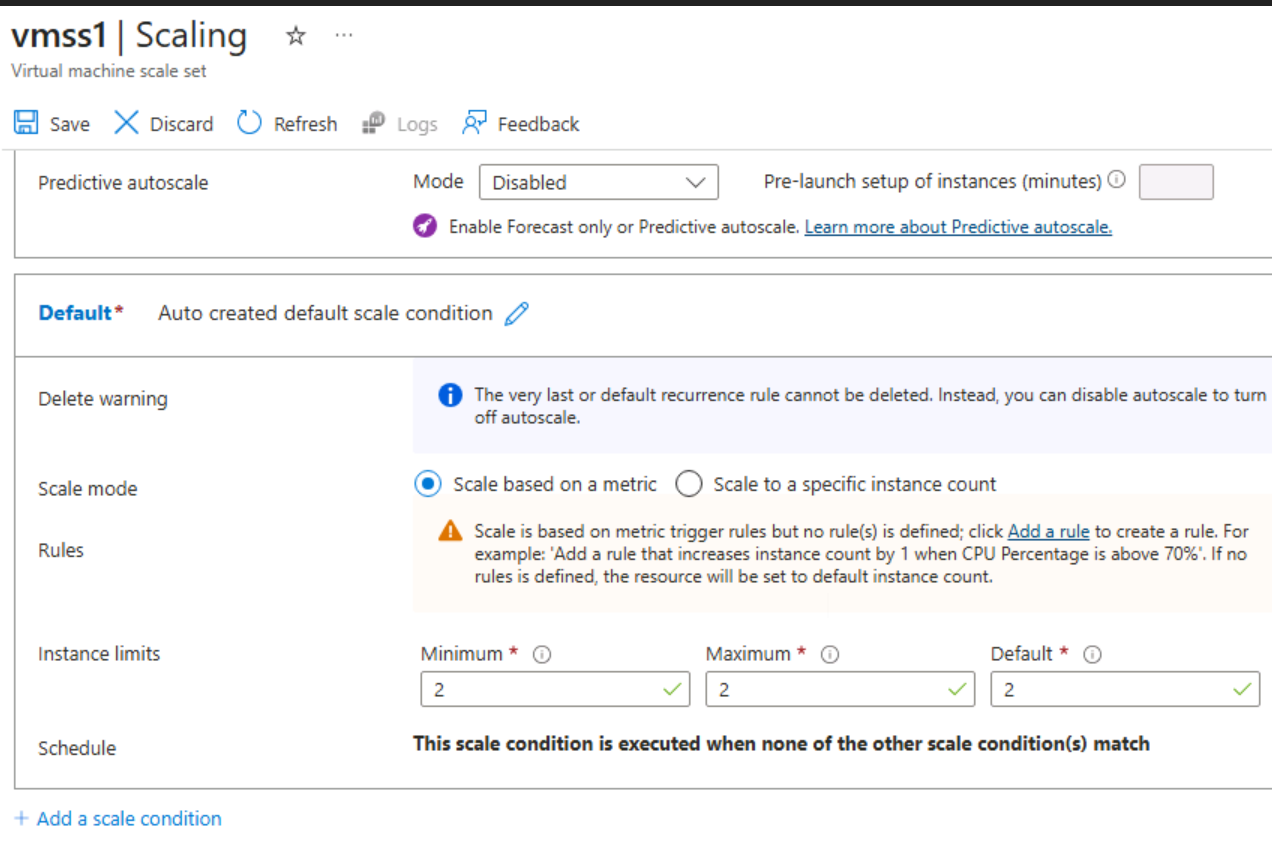 vmss1 | Scaling ☆ ...
Virtual machine scale set
Save Discard Refresh Logs Feedback
Predictive autoscale Mode Disabled Pre-launch setup of instances (minutes)
Enable Forecast only or Predictive autoscale. Learn more about Predictive autoscale.
Default* Auto created default scale condition
Delete warning
The very last or default recurrence rule cannot be deleted. Instead, you can disable autoscale to turn
off autoscale.
Scale mode Scale based on a metric Scale to a specific instance count
Rules
Scale is based on metric trigger rules but no rule(s) is defined; click Add a rule to create a rule. For
example: 'Add a rule that increases instance count by 1 when CPU Percentage is above 70%'. If no
rules is defined, the resource will be set to default instance count.
Instance limits Minimum * Maximum * Default *
2 2 2
Schedule This scale condition is executed when none of the other scale condition(s) match
+ Add a scale condition